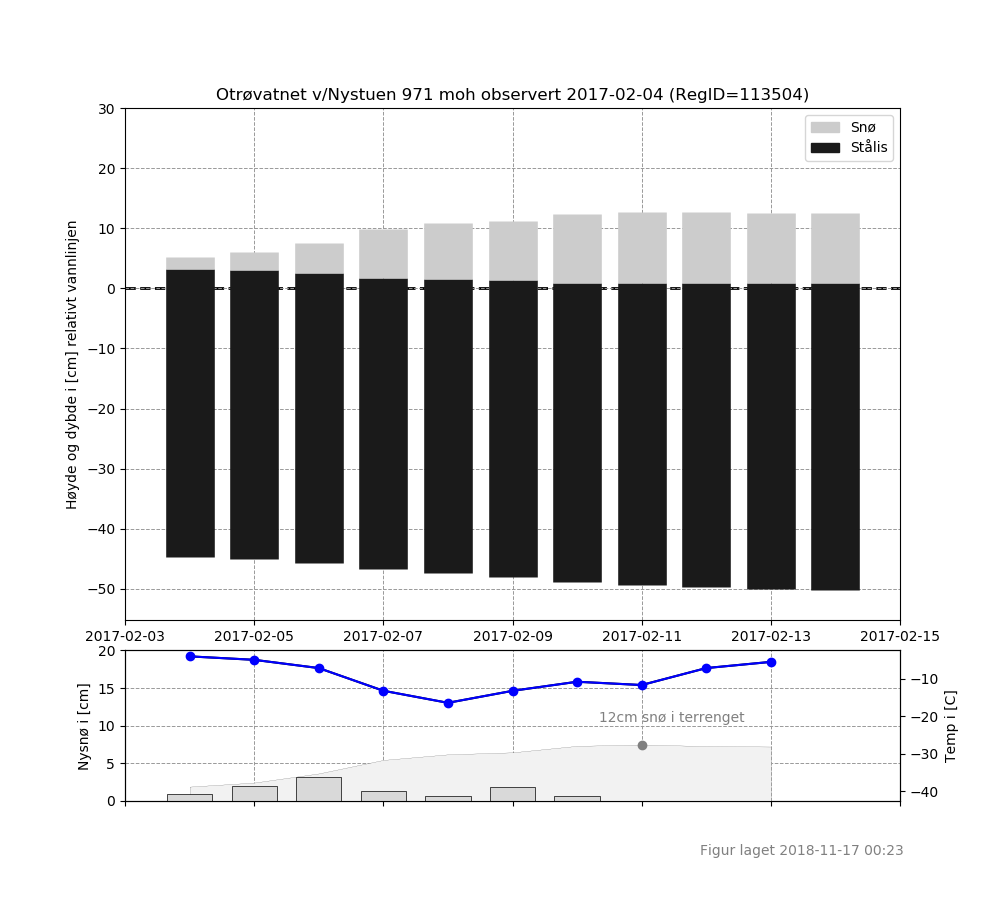 Otrøvatnet v/Nystuen 971 moh observert 2017-02-04 (RegID=113504)
Høyde og dybde i [cm] relativt vannlinjen
30
20
10
0
−10
−20
−30
−40
−50
Snø
Stålis
2017-02-03 2017-02-05 2017-02-07 2017-02-09 2017-02-11 2017-02-13 2017-02-15
Nysnø i [cm]
20
15
10
5
0
12cm snø i terrenget
−10
−20
−30
−40
Temp i [C]
Figur laget 2018-11-17 00:23